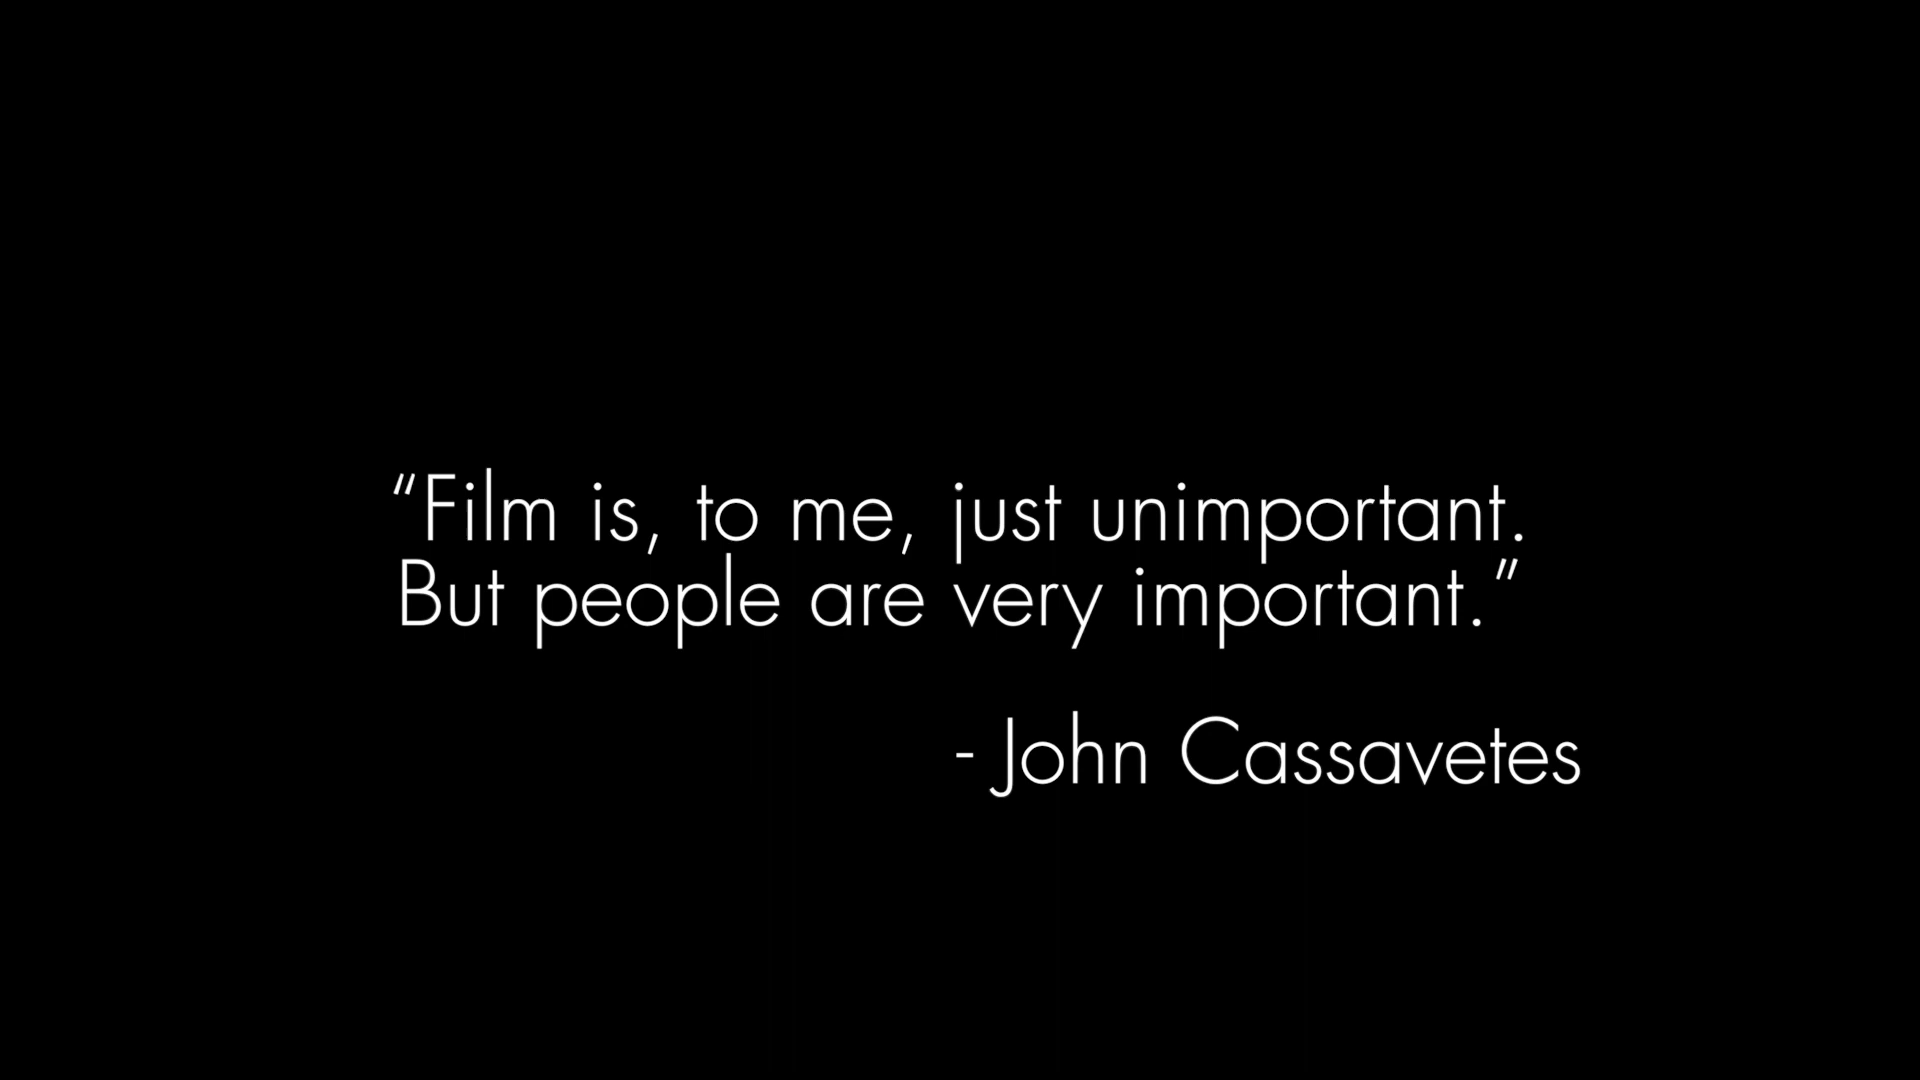 “Film is, to me, just unimportant.
But people are very important.”
- John Cassavetes